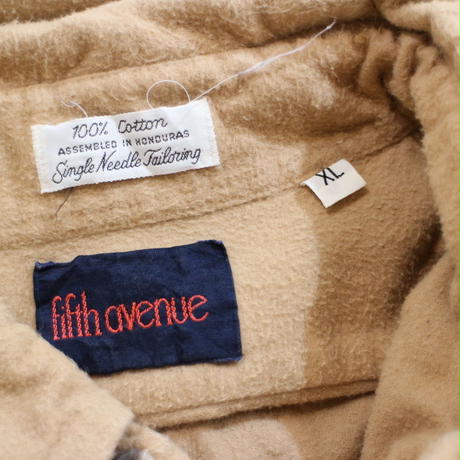 100% Cotton
ASSEMBLED IN HONDURAS
Single Needle Tailoring
XL
fifth avenue